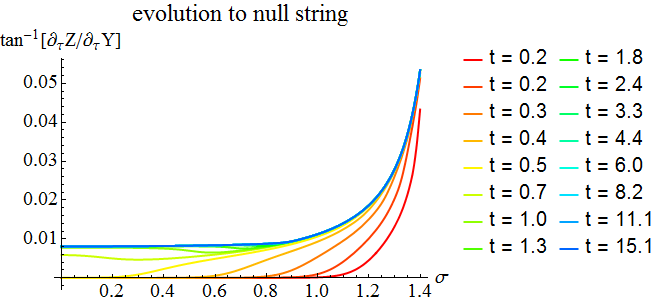 evolution to null string
tan⁻¹[∂τZ/∂τY]
0.05
0.04
0.03
0.02
0.01
0.2 0.4 0.6 0.8 1.0 1.2 1.4 σ
t = 0.2 t = 1.8
t = 0.2 t = 2.4
t = 0.3 t = 3.3
t = 0.4 t = 4.4
t = 0.5 t = 6.0
t = 0.7 t = 8.2
t = 1.0 t = 11.1
t = 1.3 t = 15.1